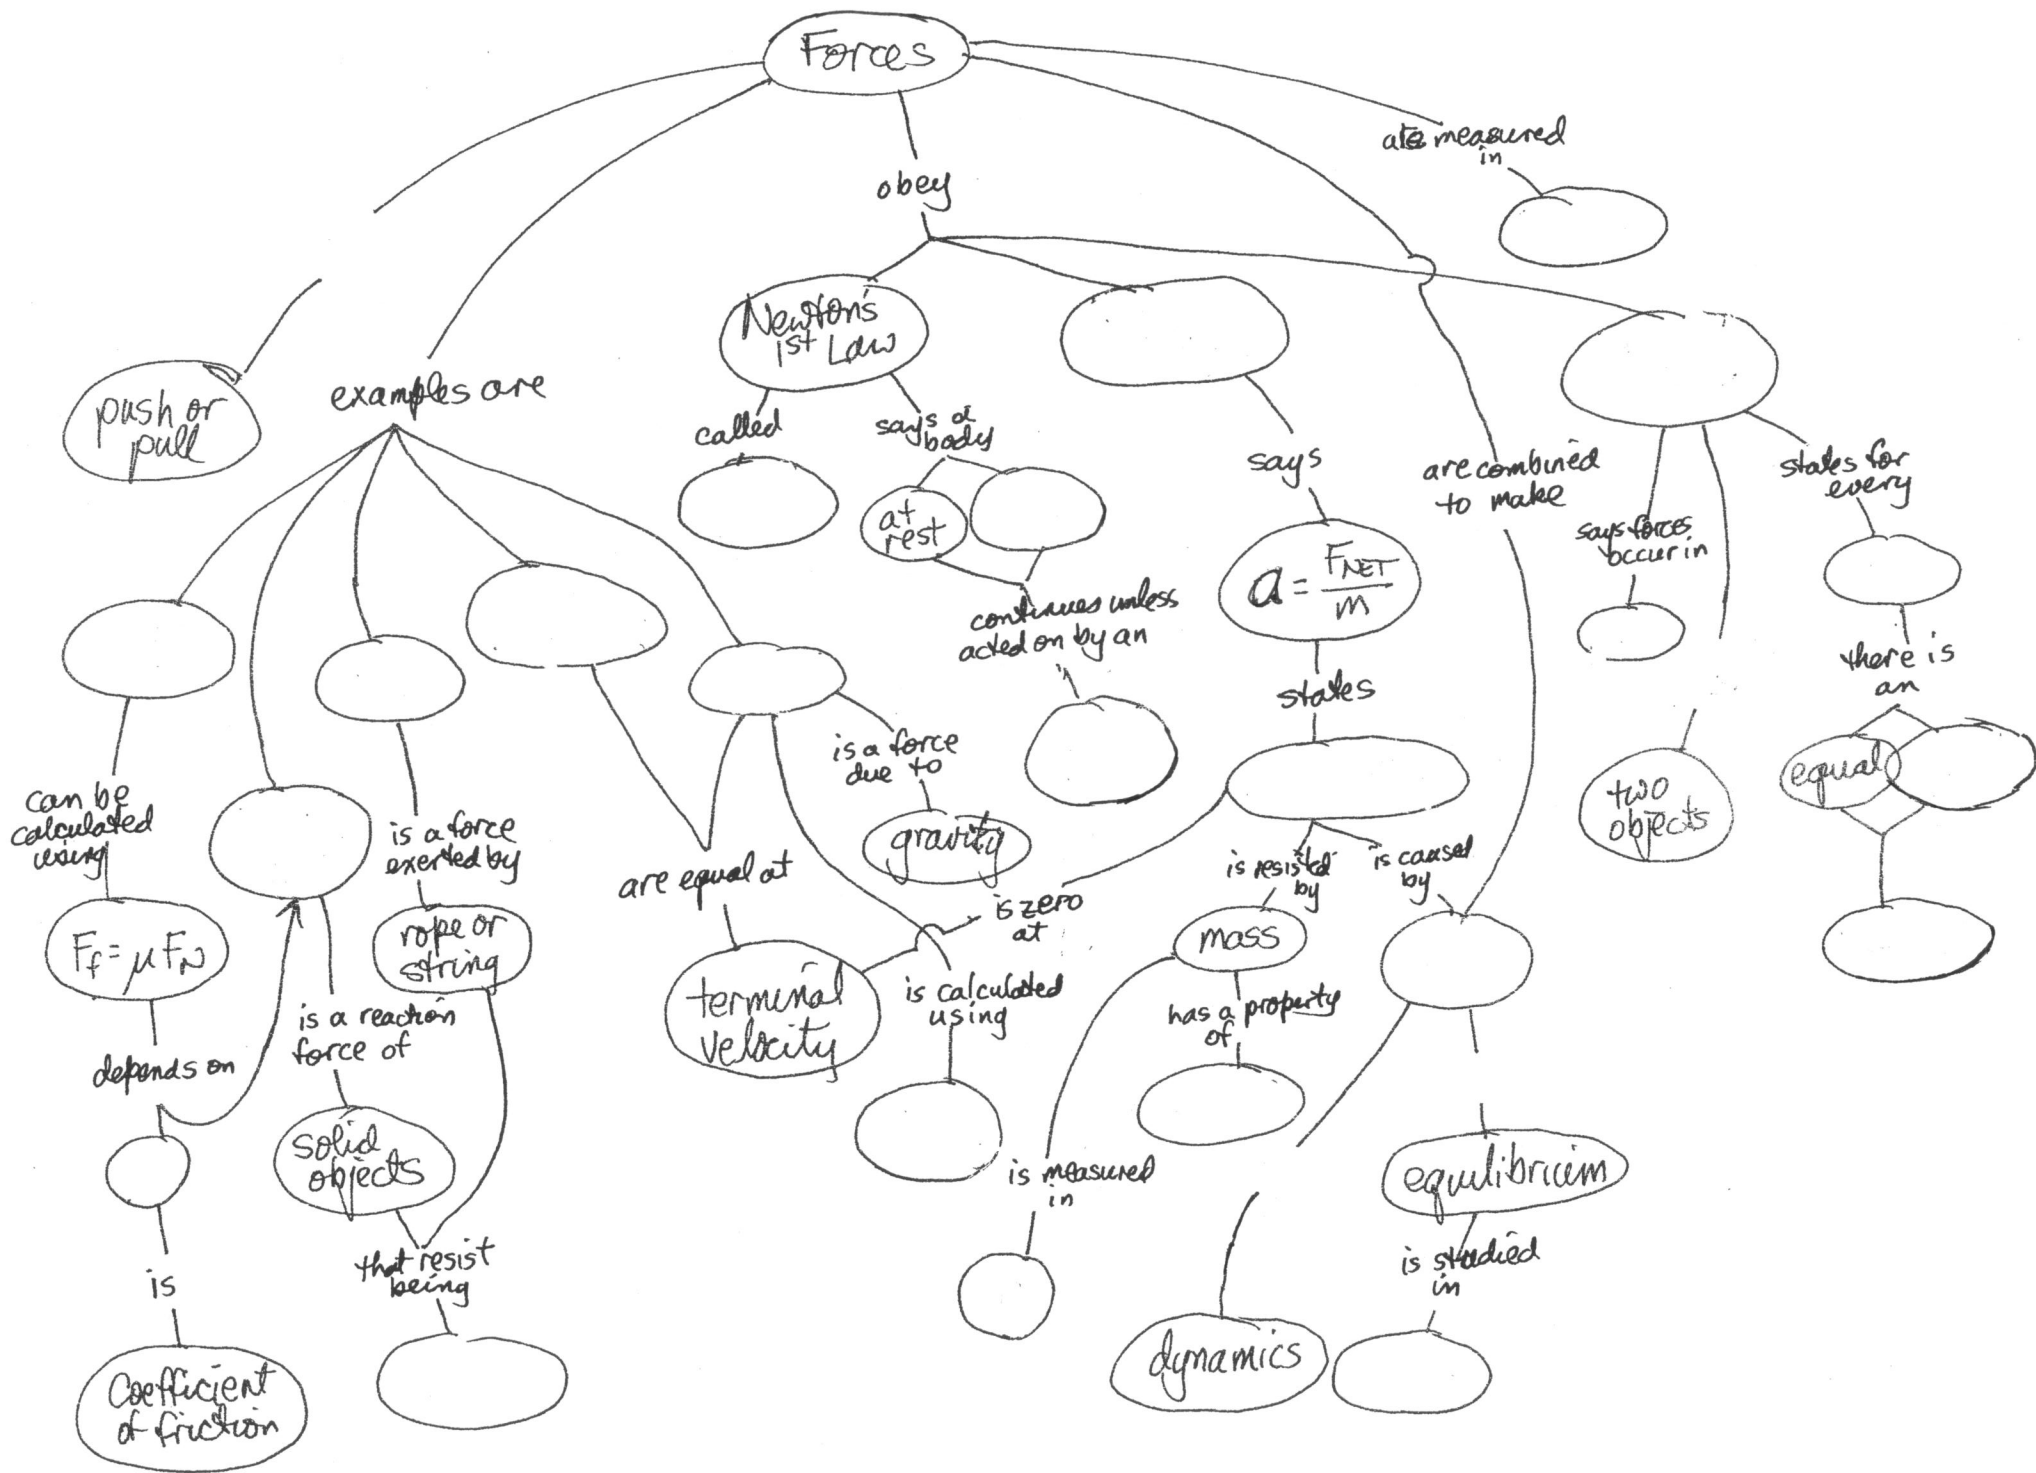 Forces
are measured
in
obey
Newton's
1st Law
push or
pull
examples are
called
says a
body
says
are combined
to make
states for
every
at
rest
says forces
occur in
a = F_NET / m
continues unless
acted on by an
there is
an
states
is a force
due to
can be
calculated
using
is a force
exerted by
gravity
are equal at
is resisted
by
is caused
by
two
objects
equal
is zero
at
F_f = μ F_N
rope or
string
mass
terminal
velocity
is calculated
using
has a property
of
is a reaction
force of
depends on
solid
objects
is measured
in
equilibrium
that resist
being
is studied
in
is
dynamics
Coefficient
of friction